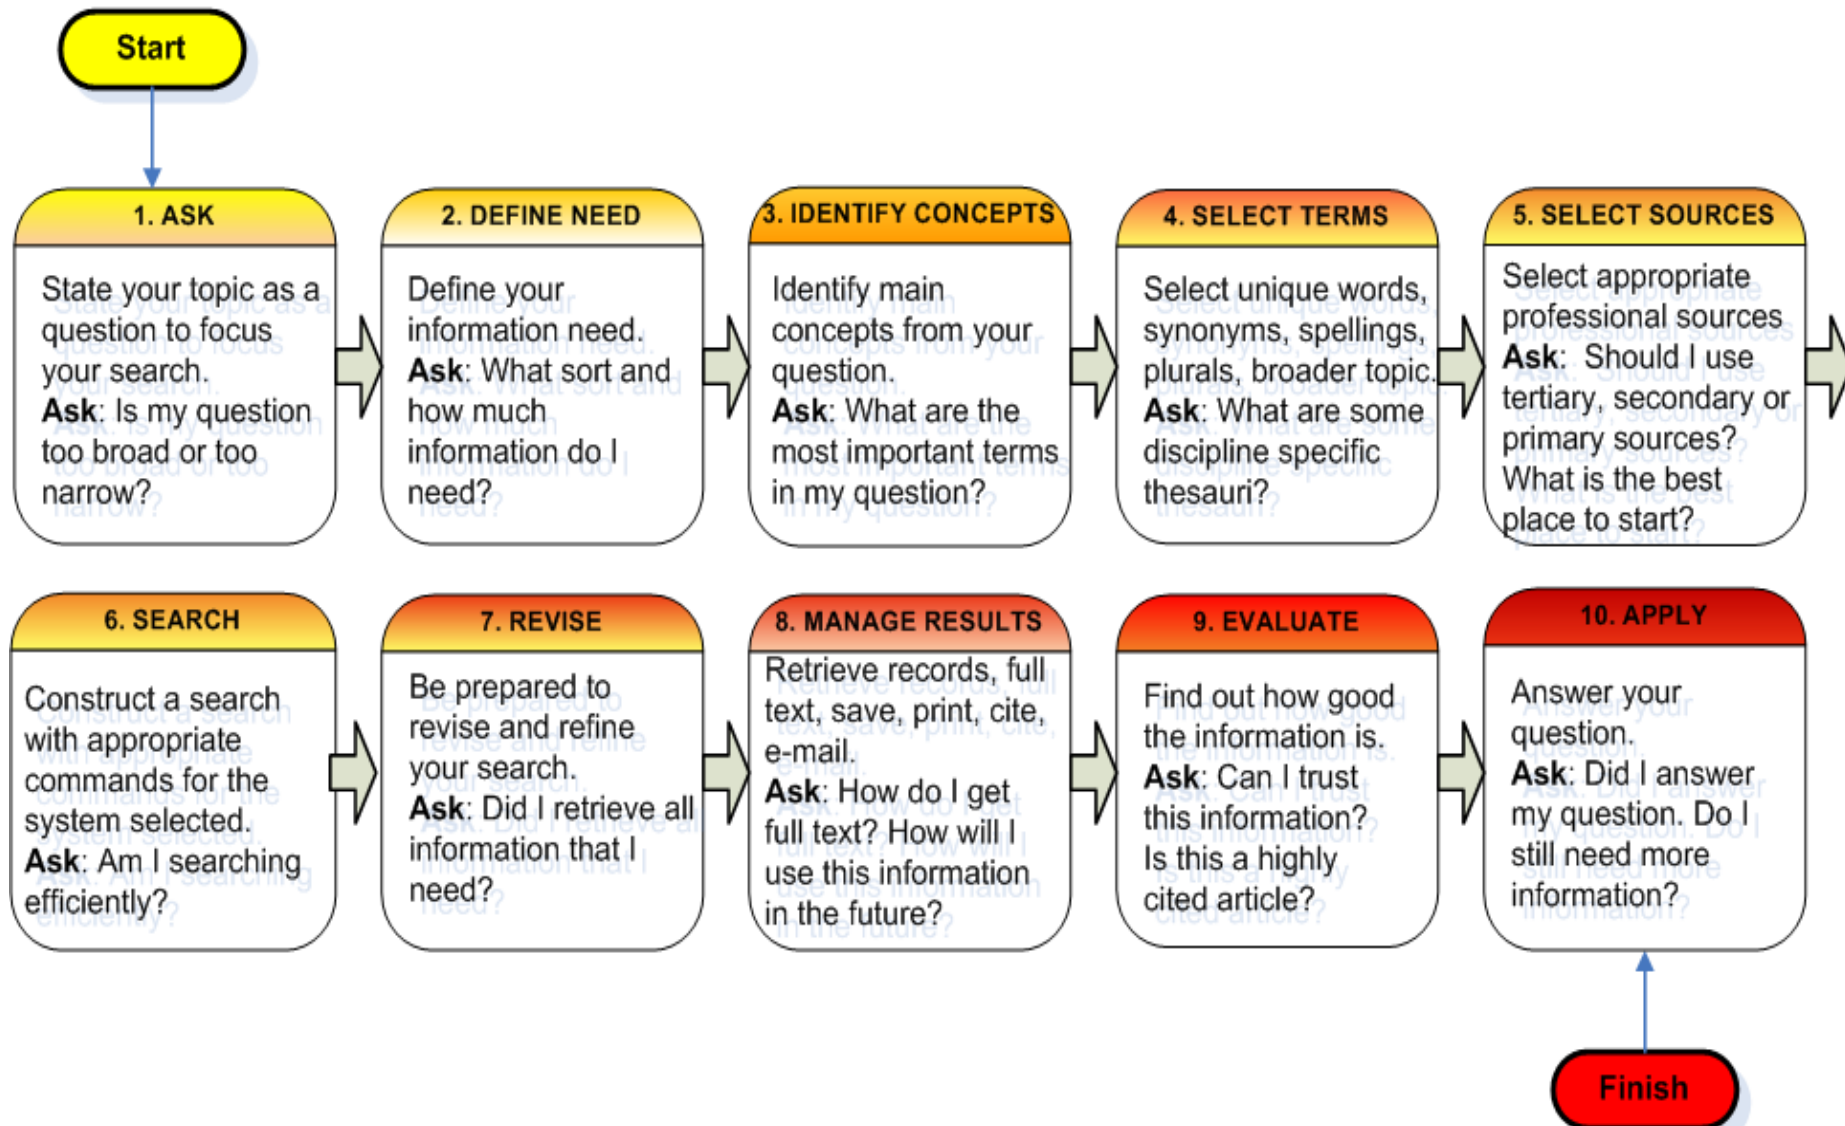 Start
1. ASK
State your topic as a
question to focus
your search.
Ask: Is my question
too broad or too
narrow?
2. DEFINE NEED
Define your
information need.
Ask: What sort and
how much
information do I
need?
3. IDENTIFY CONCEPTS
Identify main
concepts from your
question.
Ask: What are the
most important terms
in my question?
4. SELECT TERMS
Select unique words,
synonyms, spellings,
plurals, broader topic.
Ask: What are some
discipline specific
thesauri?
5. SELECT SOURCES
Select appropriate
professional sources
Ask: Should I use
tertiary, secondary or
primary sources?
What is the best
place to start?
6. SEARCH
Construct a search
with appropriate
commands for the
system selected.
Ask: Am I searching
efficiently?
7. REVISE
Be prepared to
revise and refine
your search.
Ask: Did I retrieve all
information that I
need?
8. MANAGE RESULTS
Retrieve records, full
text, save, print, cite,
e-mail.
Ask: How do I get
full text? How will I
use this information
in the future?
9. EVALUATE
Find out how good
the information is.
Ask: Can I trust
this information?
Is this a highly
cited article?
10. APPLY
Answer your
question.
Ask: Did I answer
my question. Do I
still need more
information?
Finish